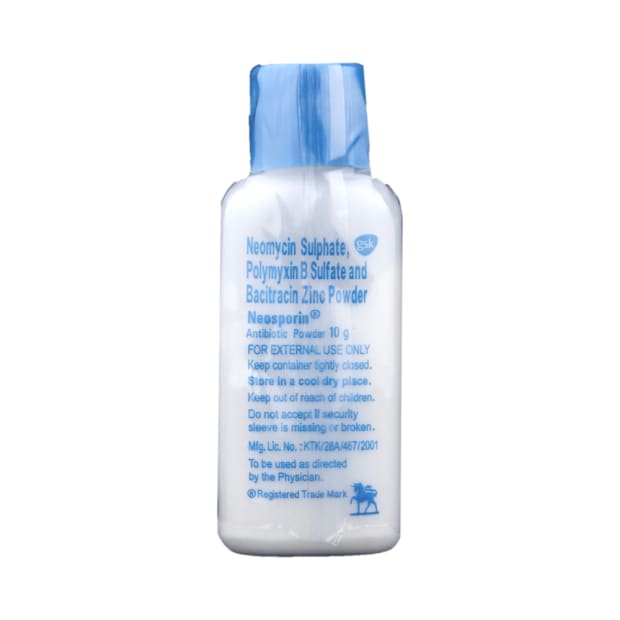 Neomycin Sulphate,
gsk
Polymyxin B Sulfate and
Bacitracin Zinc Powder
Neosporin®
Antibiotic Powder 10 g
FOR EXTERNAL USE ONLY
Keep container tightly closed.
Store in a cool dry place.
Keep out of reach of children.
Do not accept if security
sleeve is missing or broken.
Mfg. Lic. No. : KTK/28A/467/2001
To be used as directed
by the Physician.
® Registered Trade Mark